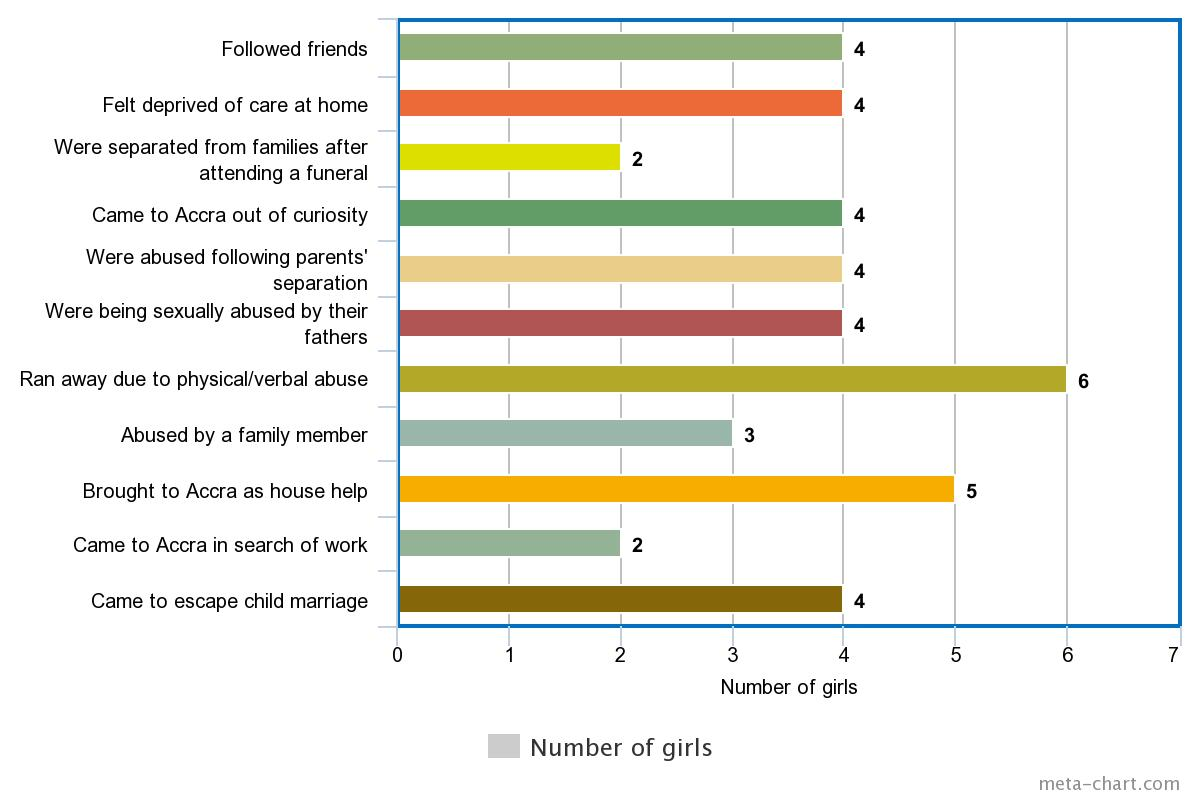 Followed friends
4
Felt deprived of care at home
4
Were separated from families after
attending a funeral
2
Came to Accra out of curiosity
4
Were abused following parents'
separation
4
Were being sexually abused by their
fathers
4
Ran away due to physical/verbal abuse
6
Abused by a family member
3
Brought to Accra as house help
5
Came to Accra in search of work
2
Came to escape child marriage
4
0 1 2 3 4 5 6 7
Number of girls
Number of girls
meta-chart.com